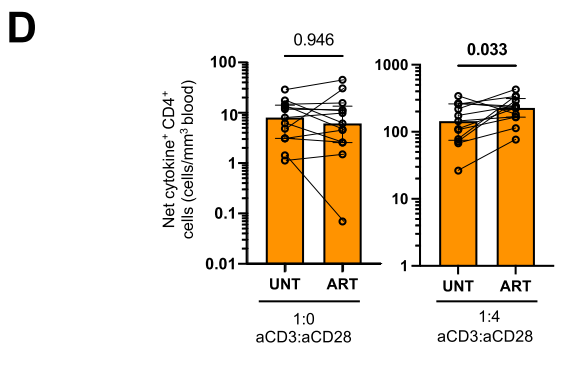 D
0.946
0.033
Net cytokine⁺ CD4⁺
cells (cells/mm³ blood)
100
10
1
0.1
0.01
1000
100
10
1
UNT ART
UNT ART
1:0
aCD3:aCD28
1:4
aCD3:aCD28